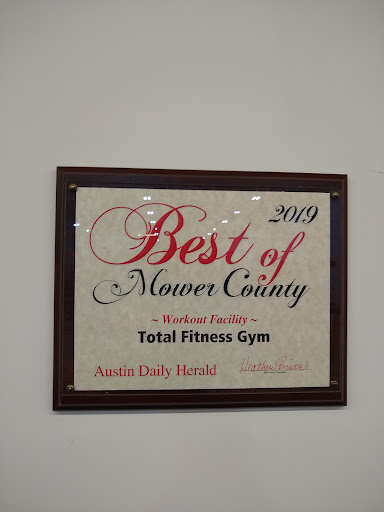 2019
Best of
Mower County
~ Workout Facility ~
Total Fitness Gym
Austin Daily Herald